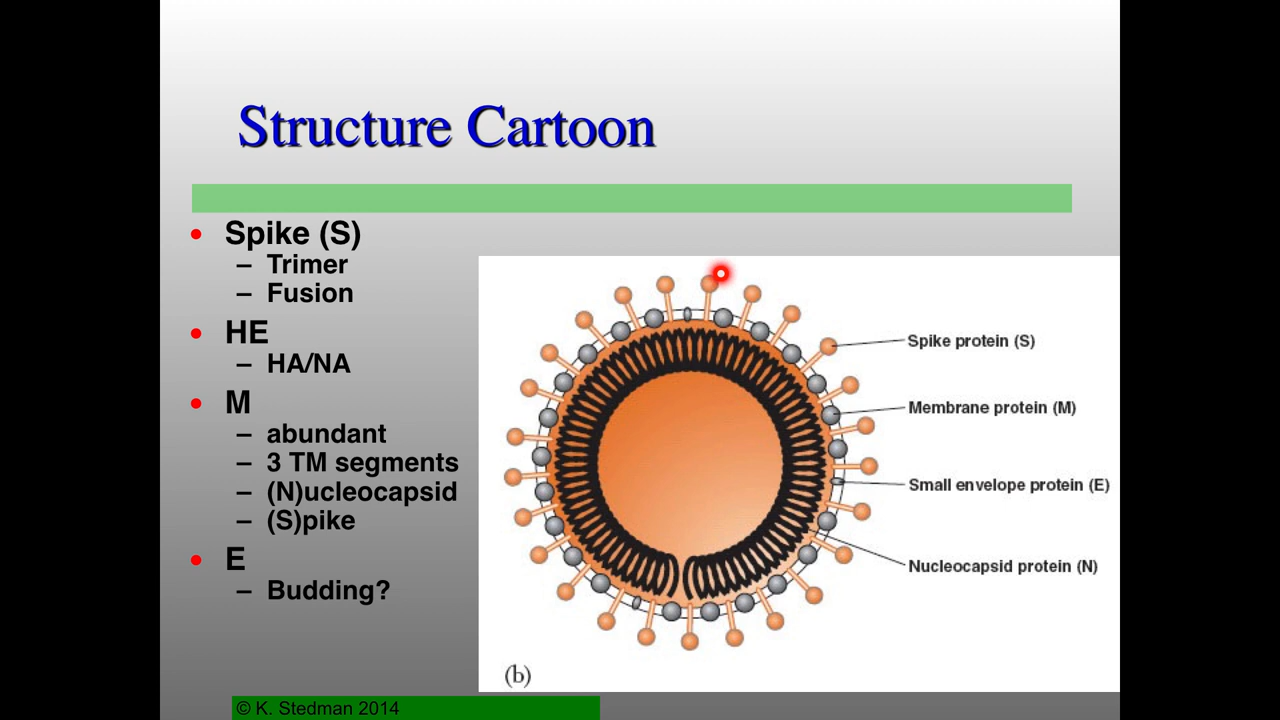 Structure Cartoon
• Spike (S)
– Trimer
– Fusion
• HE
– HA/NA
• M
– abundant
– 3 TM segments
– (N)ucleocapsid
– (S)pike
• E
– Budding?
Spike protein (S)
Membrane protein (M)
Small envelope protein (E)
Nucleocapsid protein (N)
(b)
© K. Stedman 2014